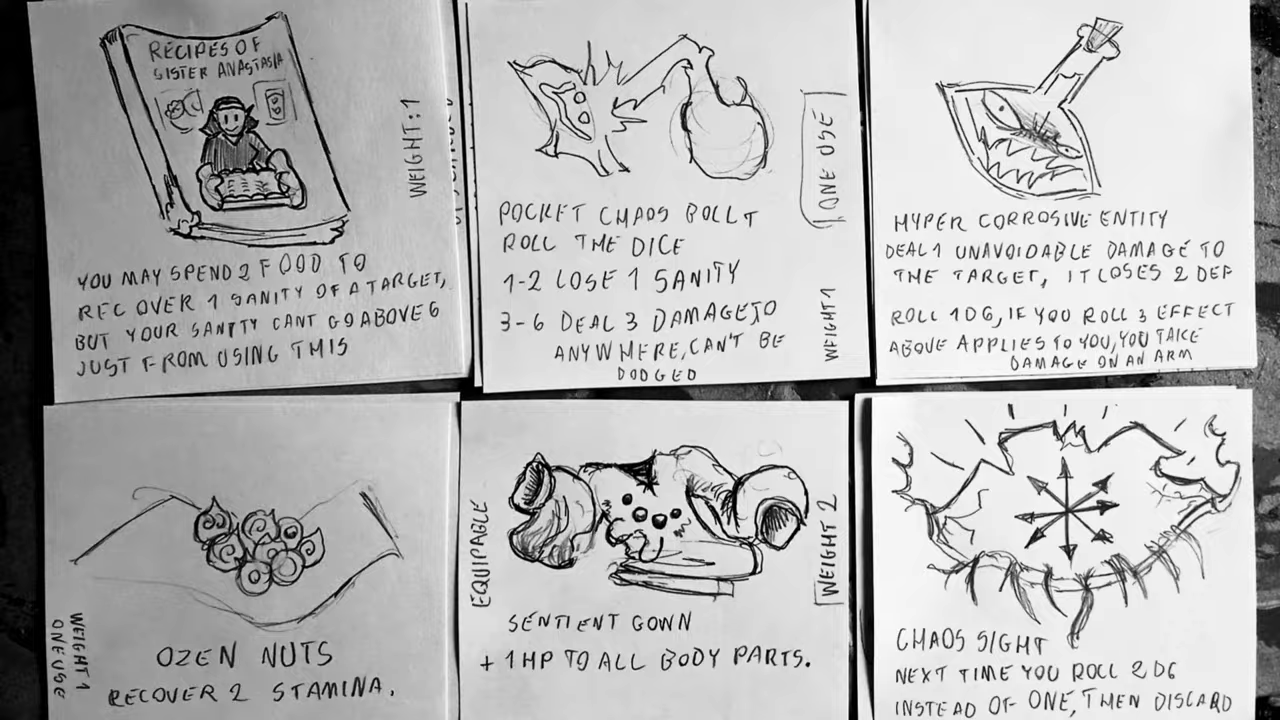 RECIPES OF
SISTER ANASTASIA
WEIGHT:1
YOU MAY SPEND 2 FOOD TO
RECOVER 1 SANITY OF A TARGET,
BUT YOUR SANITY CANT GO ABOVE 6
JUST FROM USING THIS
ONE USE
POCKET CHAOS BOLLT
ROLL THE DICE
1-2 LOSE 1 SANITY
3-6 DEAL 3 DAMAGE TO
ANYWHERE, CAN'T BE
DODGED
WEIGHT 1
HYPER CORROSIVE ENTITY
DEAL 1 UNAVOIDABLE DAMAGE TO
THE TARGET, IT LOSES 2 DEF
ROLL 1D6, IF YOU ROLL 3 EFFECT
ABOVE APPLIES TO YOU, YOU TAKE
DAMAGE ON AN ARM
WEIGHT 1
ONE USE
OZEN NUTS
RECOVER 2 STAMINA.
EQUIPABLE
WEIGHT 2
SENTIENT GOWN
+ 1HP TO ALL BODY PARTS.
CHAOS SIGHT
NEXT TIME YOU ROLL 2D6
INSTEAD OF ONE, THEN DISCARD